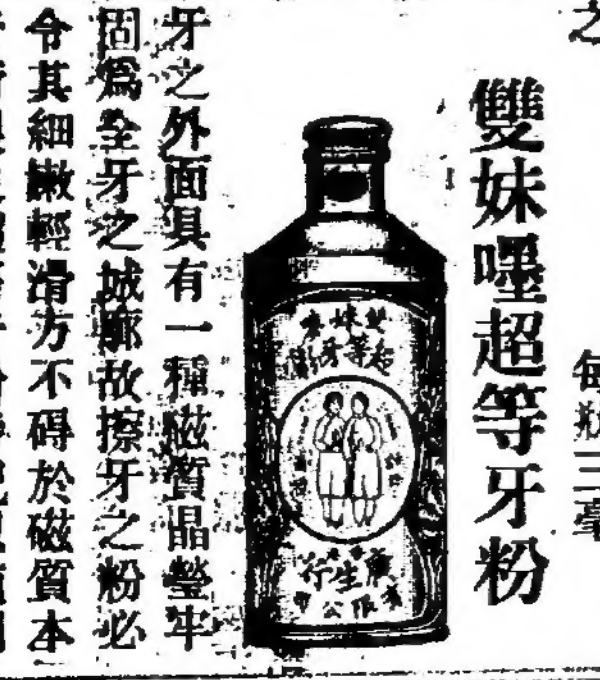 之
每瓶三毫
雙妹嚜超等牙粉
雙妹嚜
超等牙粉
廣生行
有限公司
牙之外面具有一種磁質晶瑩牢
固爲全牙之城廓故擦牙之粉必
令其細嫩輕滑方不碍於磁質本